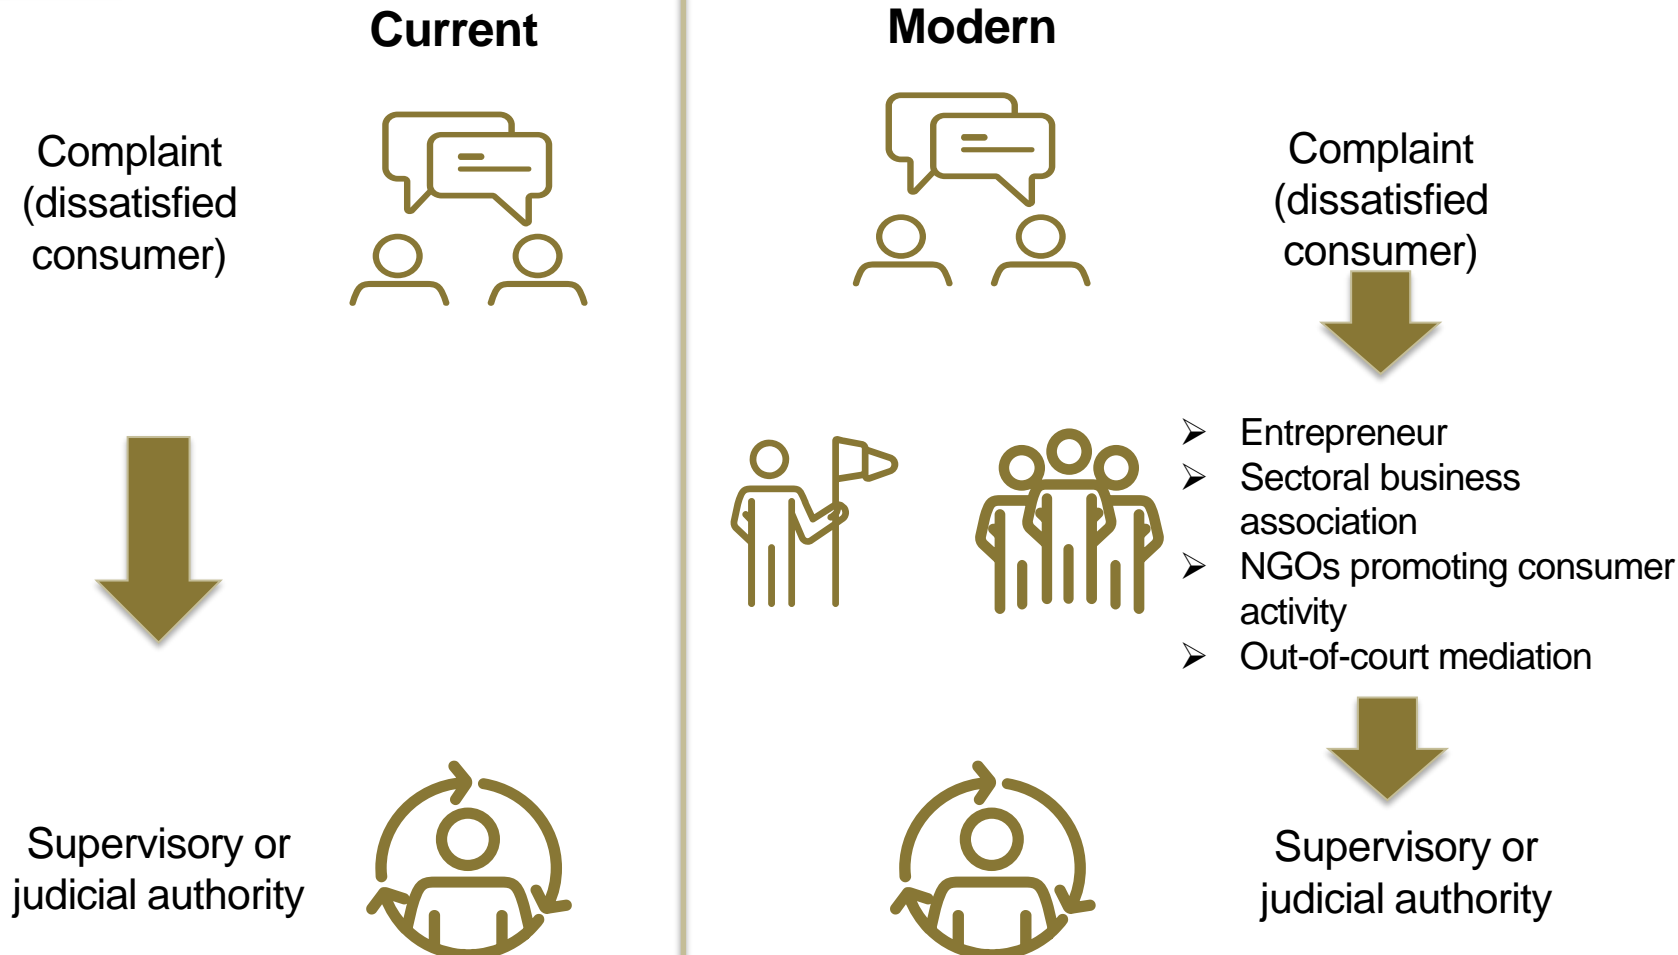 Current
Complaint
(dissatisfied
consumer)
Supervisory or
judicial authority
Modern
Complaint
(dissatisfied
consumer)
➢ Entrepreneur
➢ Sectoral business
association
➢ NGOs promoting consumer
activity
➢ Out-of-court mediation
Supervisory or
judicial authority